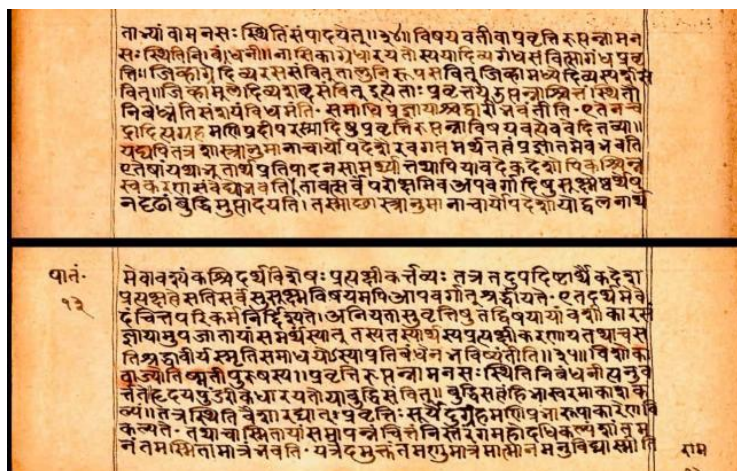 ताभ्यां वा मनसः स्थितिं संपादयेत्॥३४॥विषयवती वा प्रवृत्तिरुत्पन्ना मन
सः स्थितिनिबंधनी॥नासिकाग्रे धारयतोस्य या दिव्यगंधसंवित्सा गंधप्रवृ
त्तिः॥जिव्हाग्रे दिव्यरससंवित् तालुनि रूपसंवित् जिव्हामध्ये दिव्यस्पर्शसं
वित्॥जिव्हामूले दिव्यशब्दसंवित् इत्येताः प्रवृत्तय उत्पन्नाश्चित्तं स्थितौ
निबध्नंति संशयं विधमंति॰ समाधिप्रज्ञायाश्च द्वारीभवंतीति॰ एतेन चं
द्रादित्यग्रहमणिप्रदीपरस्मादिषु प्रवृत्तिरुत्पन्ना विषयवत्येव वेदितव्या॥
यद्यपि तत्र शास्त्रानुमानाचार्योपदेशैरवगतमर्थतत्वं प्रज्ञातमेव भवति
एतेषां यथाभूतार्थप्रतिपादनसामर्थ्यात् तथापि यावदेकदेशोपि कश्चिन्न
स्वकरणसंवेद्यो भवति। तावत्सर्वं परोक्षमिव अपवर्गादिषु सूक्ष्मेष्वर्थेषु
न दृढां बुद्धिमुत्पादयति। तस्माछास्त्रानुमानाचार्योपदेशोपोद्बलनार्थ
पातं॰
१३
मेवावश्यं कश्चिदर्थविशेषः प्रत्यक्षीकर्त्तव्यः तत्र तदुपदिष्टार्थैकदेश
प्रत्यक्षत्वे सति सर्वं सुसूक्ष्मविषयमपि आपवर्गात् श्रद्धीयते॰ एतदर्थमेवे
दं चित्तपरिकर्म निर्दिश्यते। अनियतासु वृत्तिषु तद्विषयायां वशीकारसं
ज्ञायामुपजातायां समर्थं स्यात् तस्य तस्यार्थस्य प्रत्यक्षीकरणाय तथा च स
ति श्रद्धावीर्यस्मृतिसमाधयोऽस्याप्रतिबंधेन भविष्यंतीति॥३५॥विशोका
वा ज्योतिष्मती पुरुषस्य॥प्रवृत्तिरुत्पन्ना मनसः स्थितिनिबंधनीत्यनुव
र्त्तते हृदयपुंडरीके धारयतो या बुद्धिसंवित्॥ बुद्धिसत्वं हि भास्वरमाकाशक
ल्पं॥तत्र स्थितिवैशारद्यात् प्रवृत्तिः सूर्येंदुग्रहमणिप्रभारूपाकारेण वि
कल्पते॰ तथा चास्मितायां समापन्नं चित्तं निस्तरंगमहोदधिकल्पं शांतम
नंतमस्मितामात्रं भवति॰ यत्रेदमुक्तं तमणुमात्रमात्मानमनुविद्यास्मीति
राम